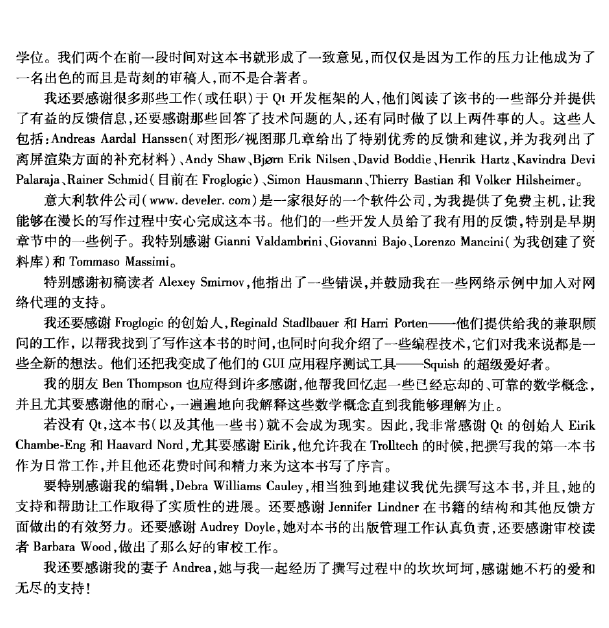 学位。我们两个在前一段时间对这本书就形成了一致意见,而仅仅是因为工作的压力让他成为了
一名出色的而且是苛刻的审稿人,而不是合著者。
我还要感谢很多那些工作(或任职)于 Qt 开发框架的人,他们阅读了该书的一些部分并提供
了有益的反馈信息,还要感谢那些回答了技术问题的人,还有同时做了以上两件事的人。这些人
包括:Andreas Aardal Hanssen(对图形/视图那几章给出了特别优秀的反馈和建议,并为我列出了
离屏渲染方面的补充材料)、Andy Shaw、Bjørn Erik Nilsen、David Boddie、Henrik Hartz、Kavindra Devi
Palaraja、Rainer Schmid(目前在 Froglogic)、Simon Hausmann、Thierry Bastian 和 Volker Hilsheimer。
意大利软件公司(www.develer.com)是一家很好的一个软件公司,为我提供了免费主机,让我
能够在漫长的写作过程中安心完成这本书。他们的一些开发人员给了我有用的反馈,特别是早期
章节中的一些例子。我特别感谢 Gianni Valdambrini、Giovanni Bajo、Lorenzo Mancini(为我创建了资
料库)和 Tommaso Massimi。
特别感谢初稿读者 Alexey Smirnov,他指出了一些错误,并鼓励我在一些网络示例中加入对网
络代理的支持。
我还要感谢 Froglogic 的创始人,Reginald Stadlbauer 和 Harri Porten——他们提供给我的兼职顾
问的工作,以帮我找到了写作这本书的时间,也同时向我介绍了一些编程技术,它们对我来说都是一
些全新的想法。他们还把我变成了他们的 GUI 应用程序测试工具——Squish 的超级爱好者。
我的朋友 Ben Thompson 也应得到许多感谢,他帮我回忆起一些已经忘却的、可靠的数学概念,
并且尤其要感谢他的耐心,一遍遍地向我解释这些数学概念直到我能够理解为止。
若没有 Qt,这本书(以及其他一些书)就不会成为现实。因此,我非常感谢 Qt 的创始人 Eirik
Chambe-Eng 和 Haavard Nord,尤其要感谢 Eirik,他允许我在 Trolltech 的时候,把撰写我的第一本书
作为日常工作,并且他还花费时间和精力来为这本书写了序言。
要特别感谢我的编辑,Debra Williams Cauley,相当独到地建议我优先撰写这本书,并且,她的
支持和帮助让工作取得了实质性的进展。还要感谢 Jennifer Lindner 在书籍的结构和其他反馈方
面做出的有效努力。还要感谢 Audrey Doyle,她对本书的出版管理工作认真负责,还要感谢审校读
者 Barbara Wood,做出了那么好的审校工作。
我还要感谢我的妻子 Andrea,她与我一起经历了撰写过程中的坎坎坷坷,感谢她不朽的爱和
无尽的支持!